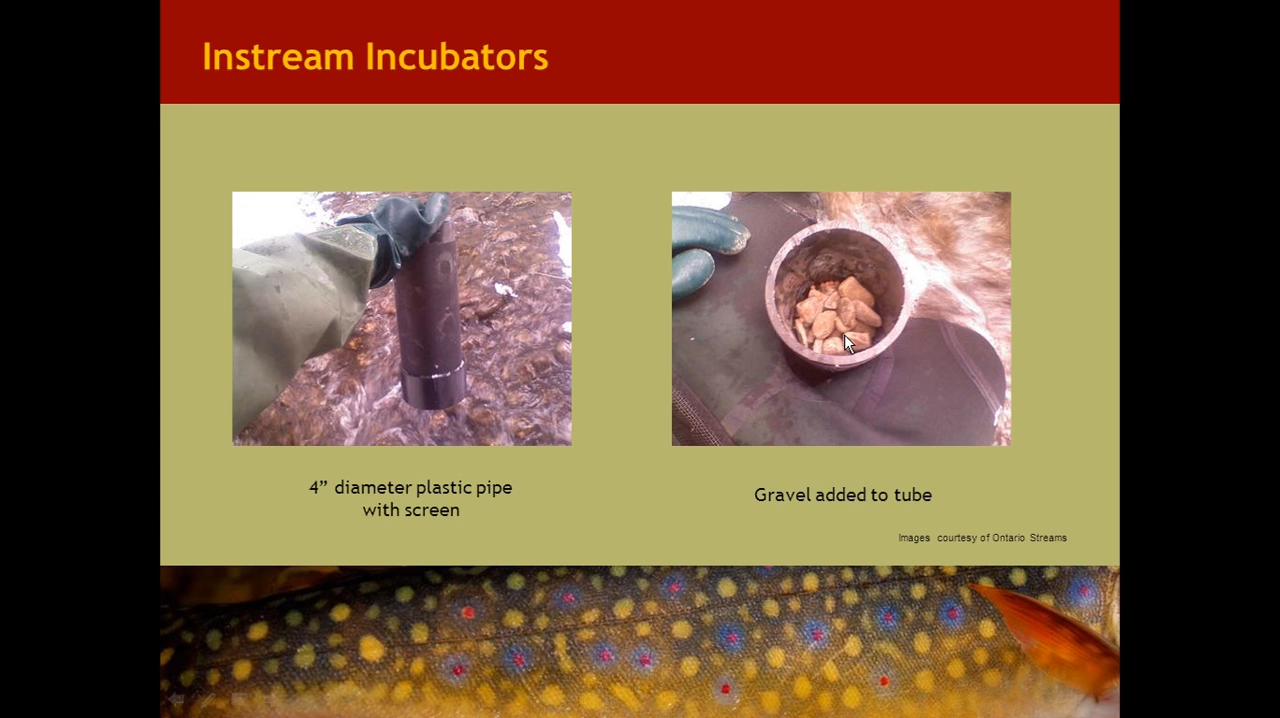 Instream Incubators
4” diameter plastic pipe
with screen
Gravel added to tube
Images courtesy of Ontario Streams